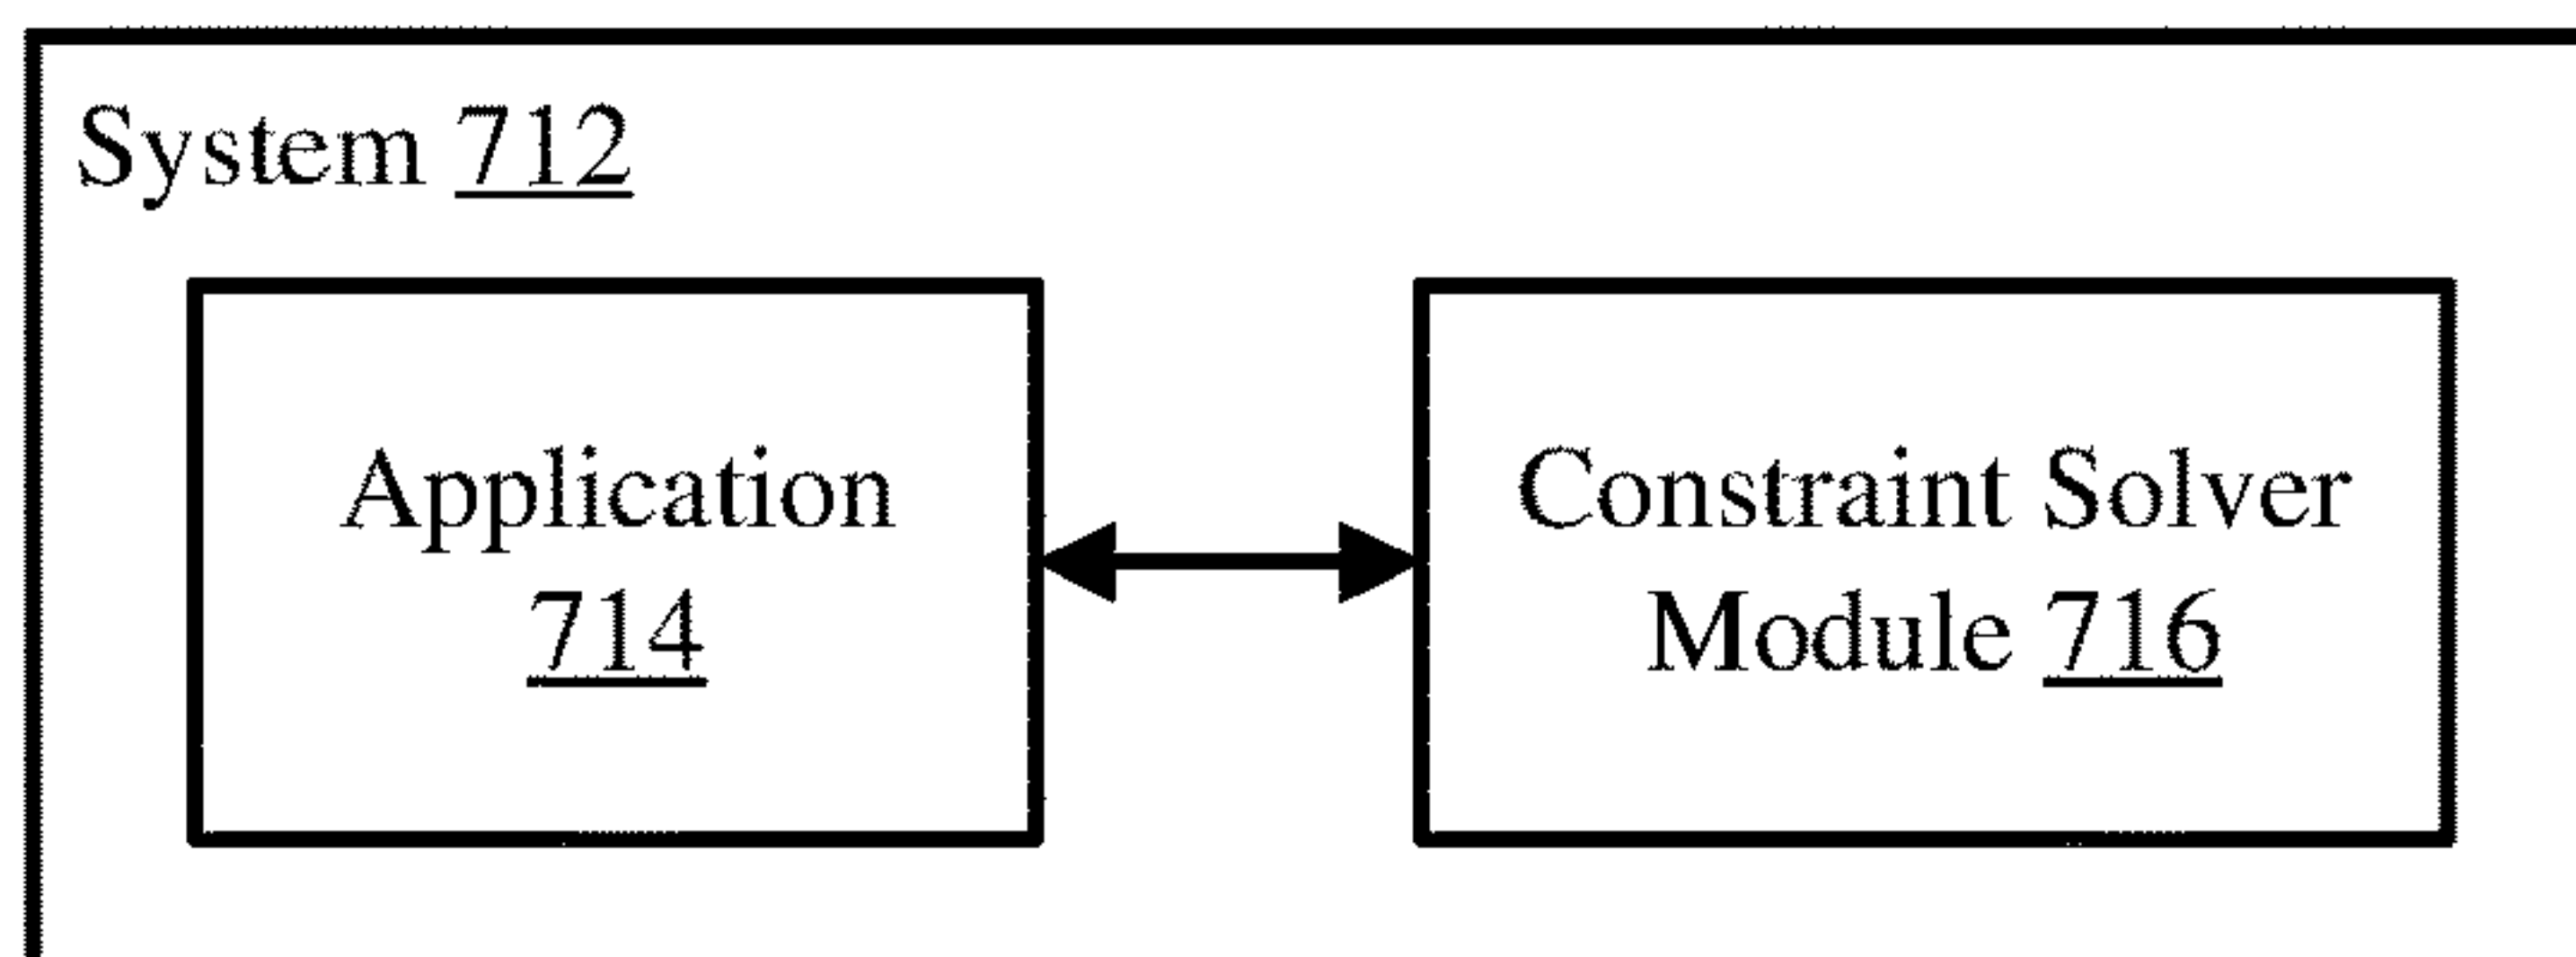 System 712
Application
714
Constraint Solver
Module 716